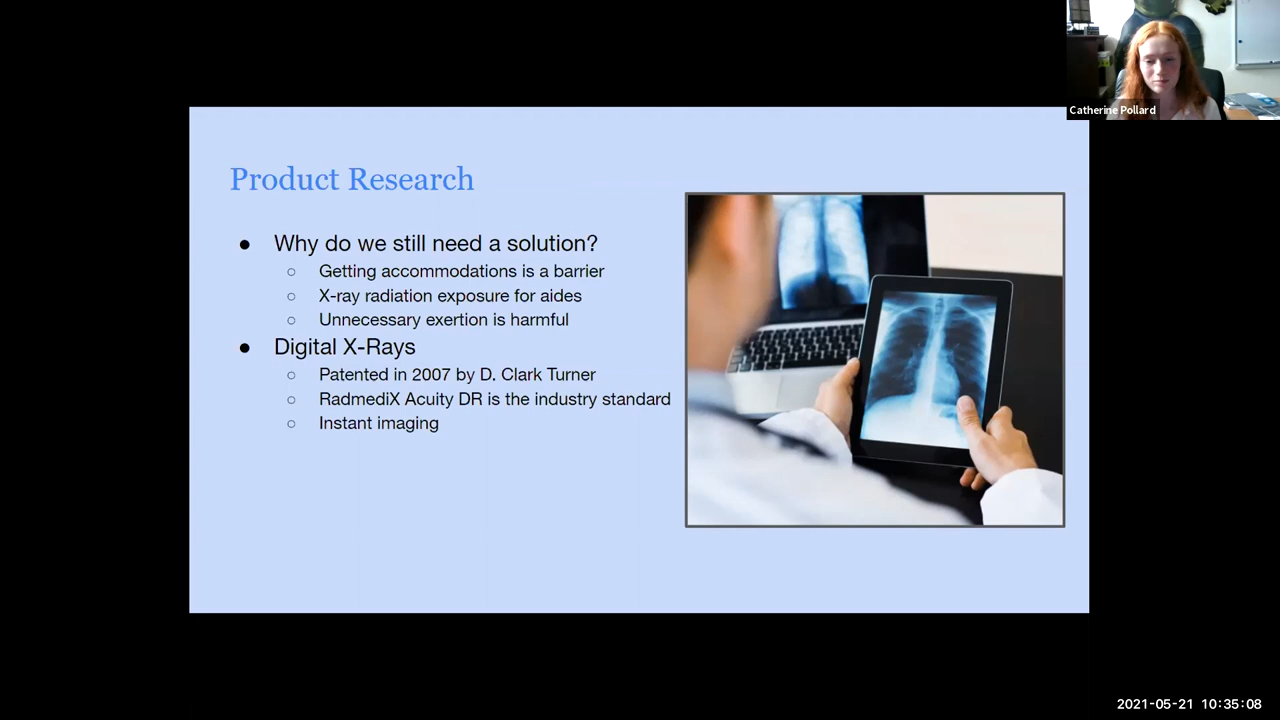 Catherine Pollard
Product Research
● Why do we still need a solution?
○ Getting accommodations is a barrier
○ X-ray radiation exposure for aides
○ Unnecessary exertion is harmful
● Digital X-Rays
○ Patented in 2007 by D. Clark Turner
○ RadmediX Acuity DR is the industry standard
○ Instant imaging
2021-05-21 10:35:08